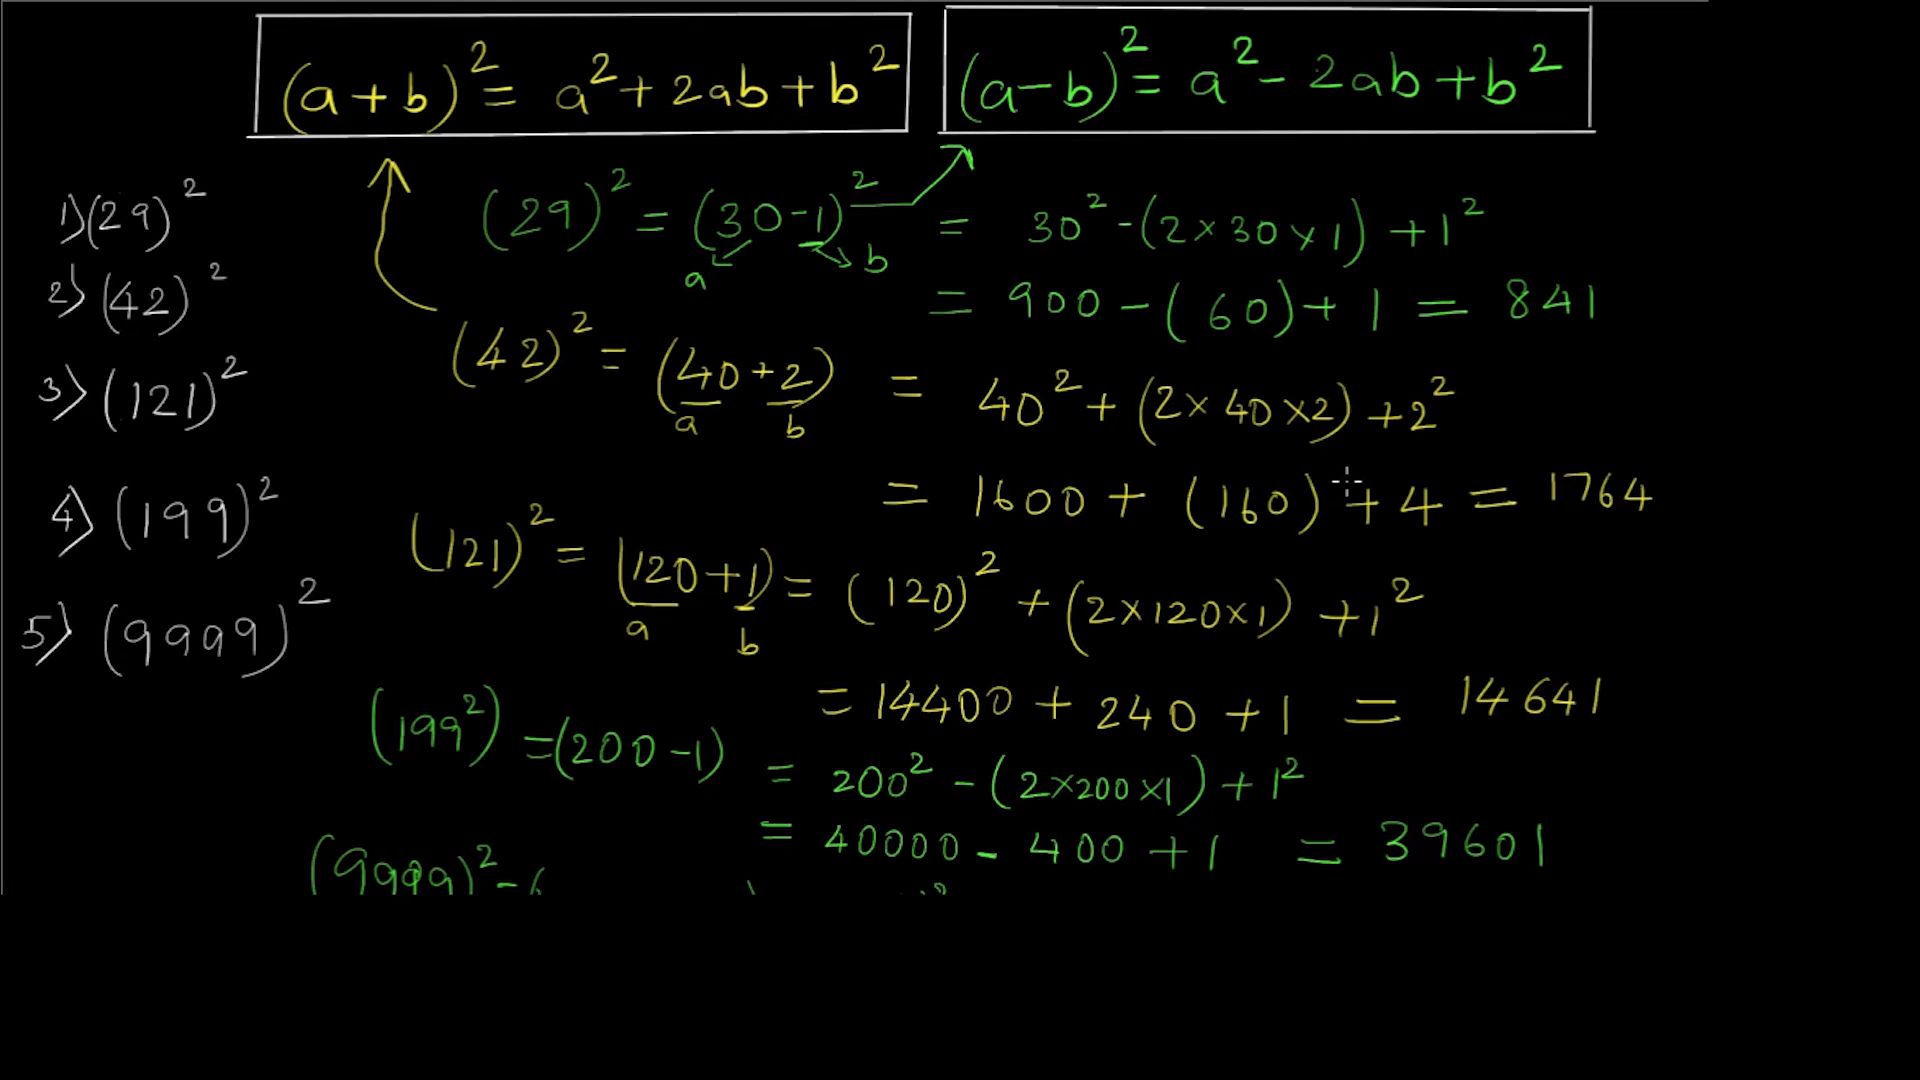 (a+b)² = a²+2ab+b²
(a-b)² = a²-2ab+b²
1) (29)²
2) (42)²
3) (121)²
4) (199)²
5) (9999)²
(29)² = (30-1)² = 30² -(2×30×1) +1²
a b
= 900 - (60) + 1 = 841
(42)² = (40+2) = 40² + (2×40×2) +2²
a b
= 1600 + (160) + 4 = 1764
(121)² = (120+1) = (120)² + (2×120×1) +1²
a b
= 14400 + 240 +1 = 14641
(199²) =(200-1) = 200² - (2×200×1) + 1²
= 40000 - 400 +1 = 39601
(9999)²